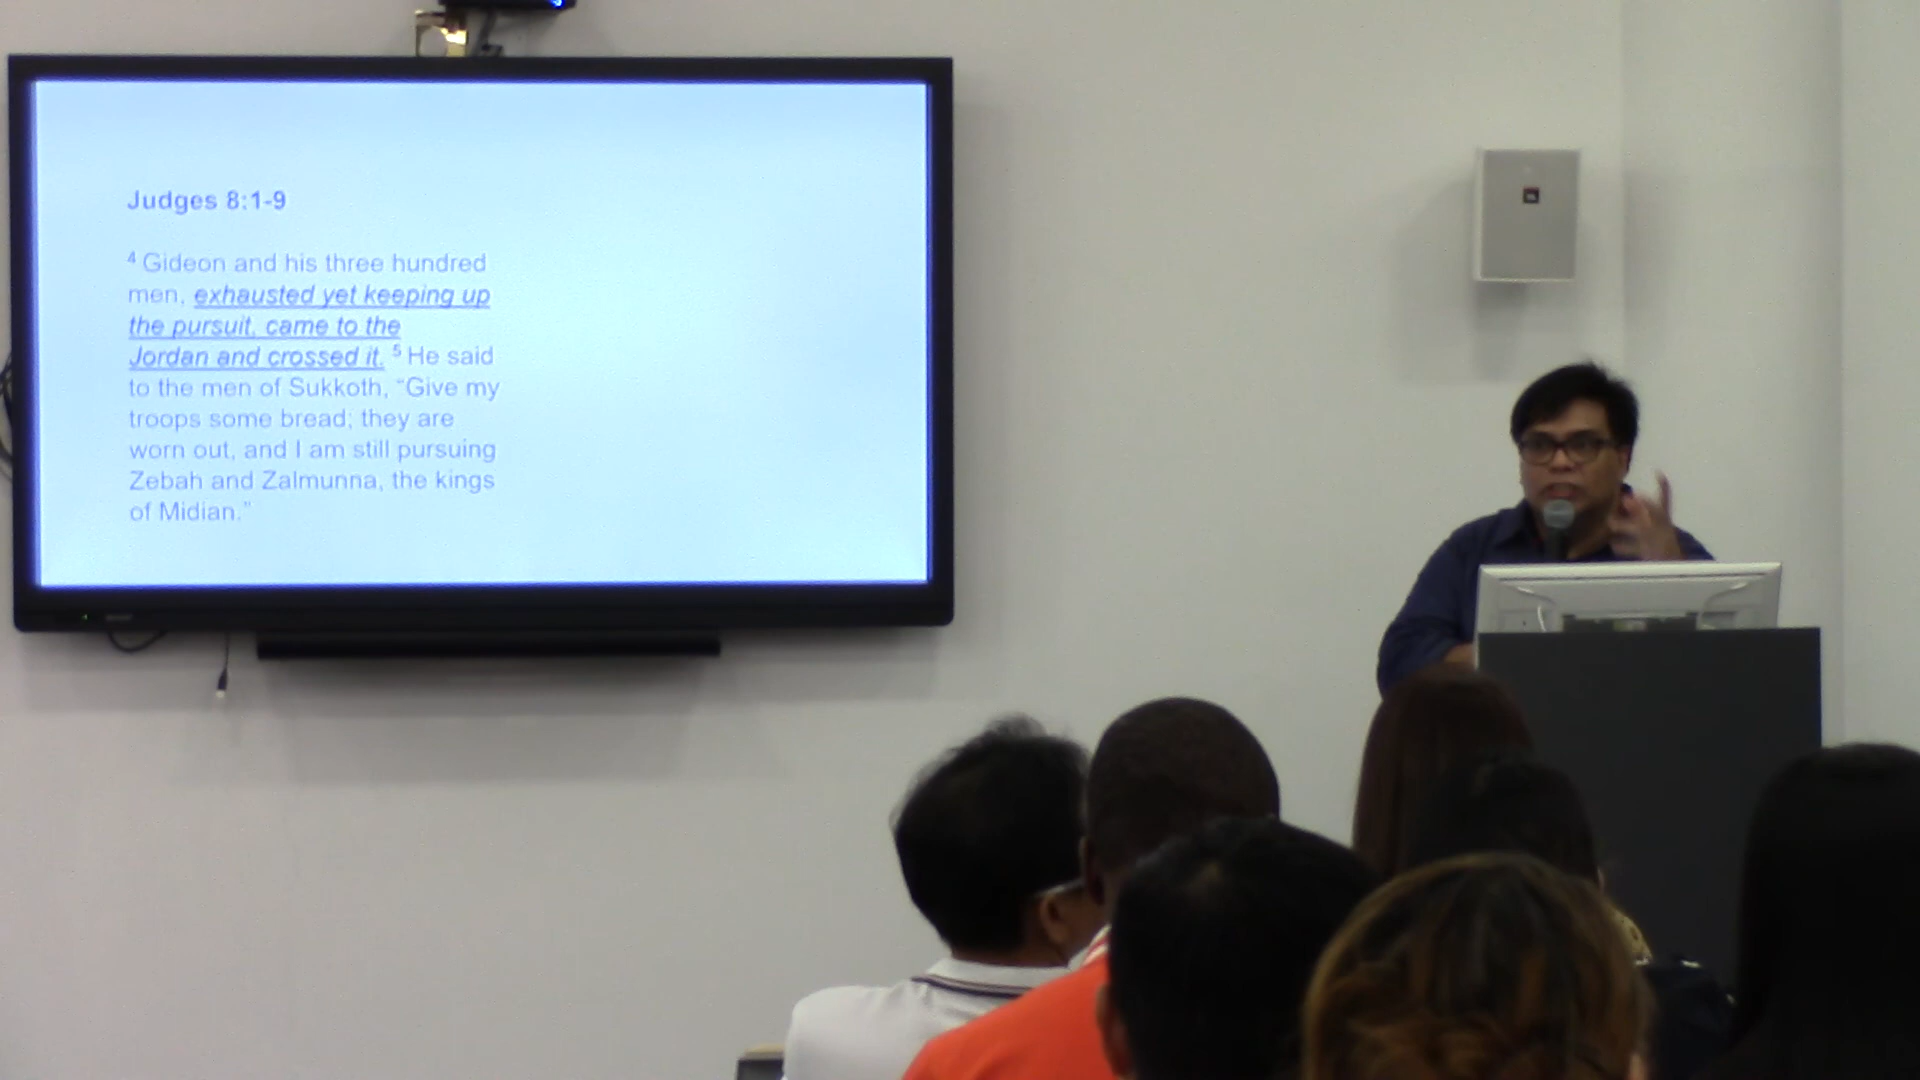 Judges 8:1-9
4 Gideon and his three hundred
men, exhausted yet keeping up
the pursuit, came to the
Jordan and crossed it. 5 He said
to the men of Sukkoth, “Give my
troops some bread; they are
worn out, and I am still pursuing
Zebah and Zalmunna, the kings
of Midian.”